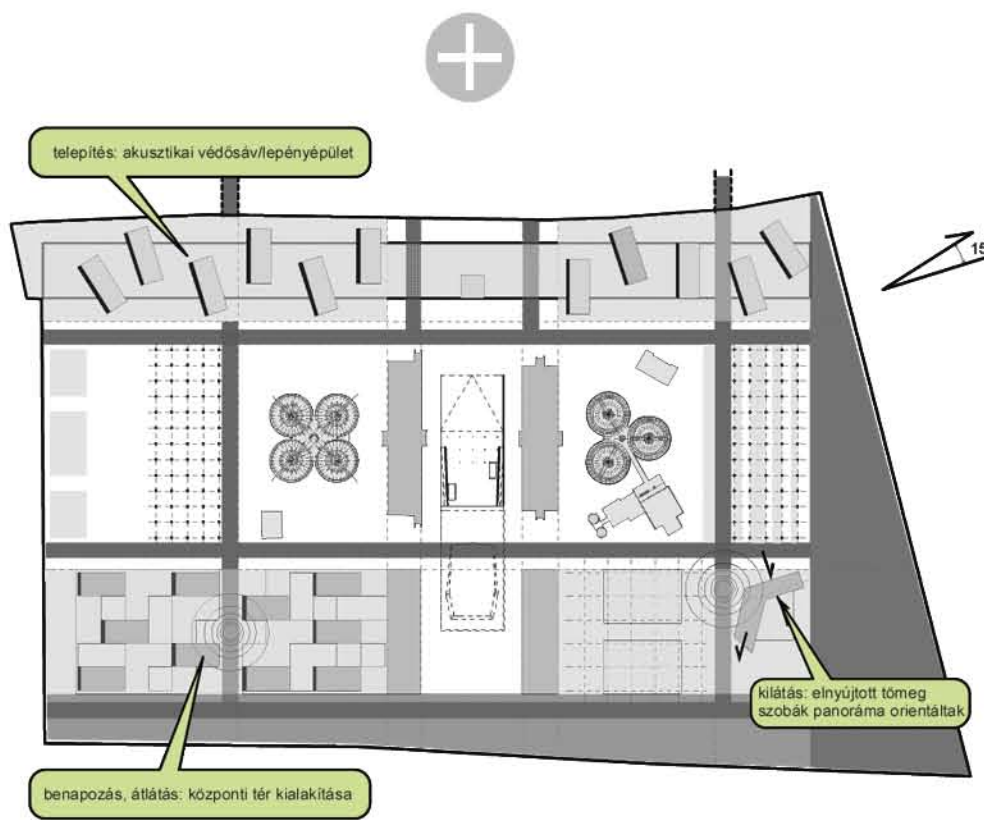 telepítés: akusztikai védősáv/lepényépület
15
kilátás: elnyújtott tömeg
szobák panoráma orientáltak
benapozás, átlátás: központi tér kialakítása